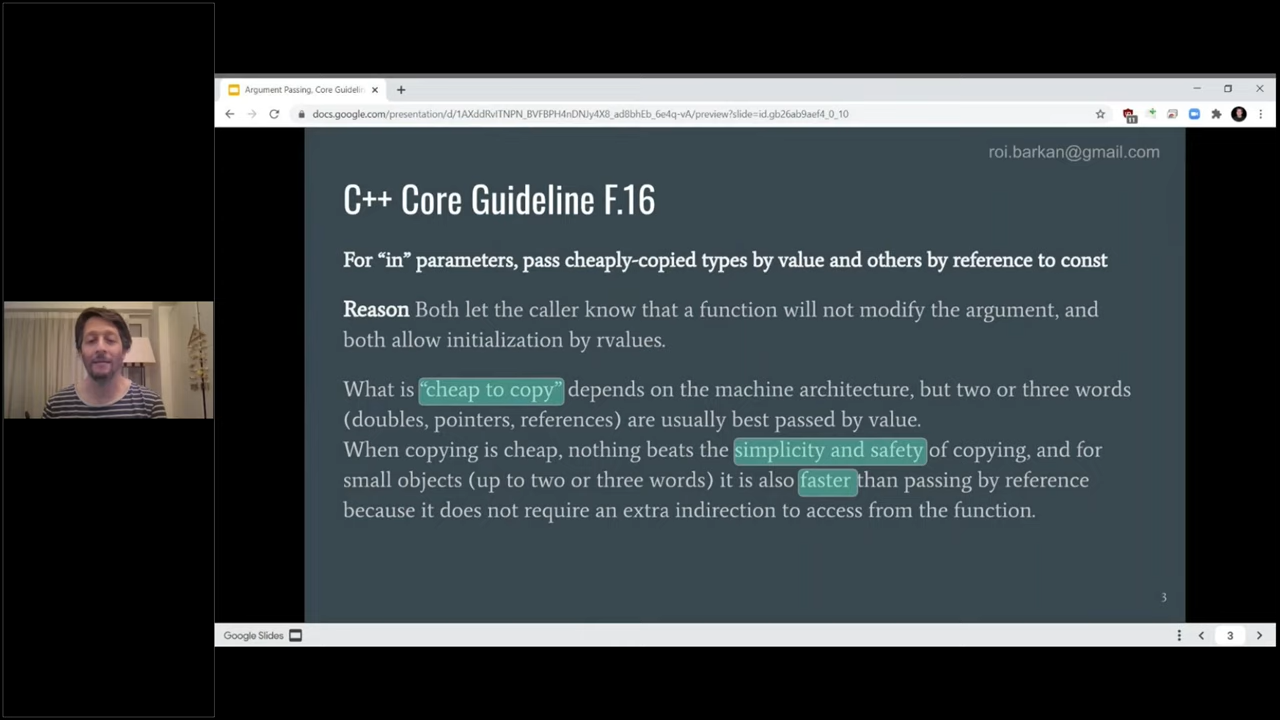 Argument Passing, Core Guidelin
docs.google.com/presentation/d/1AXddRvITNPN_BVFBPH4nDNJy4X8_ad8bhEb_6e4q-vA/preview?slide=id.gb26ab9aef4_0_10
11
roi.barkan@gmail.com
C++ Core Guideline F.16
For “in” parameters, pass cheaply-copied types by value and others by reference to const
Reason Both let the caller know that a function will not modify the argument, and
both allow initialization by rvalues.
What is “cheap to copy” depends on the machine architecture, but two or three words
(doubles, pointers, references) are usually best passed by value.
When copying is cheap, nothing beats the simplicity and safety of copying, and for
small objects (up to two or three words) it is also faster than passing by reference
because it does not require an extra indirection to access from the function.
3
Google Slides
3